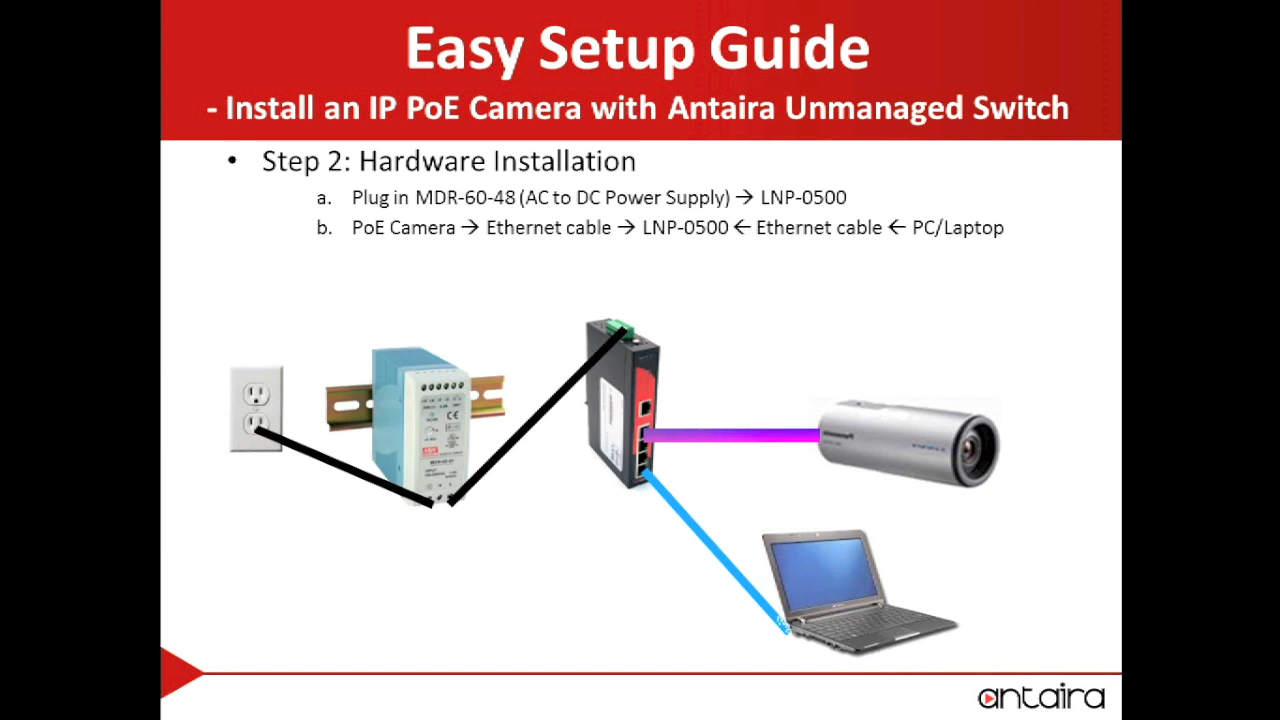 Easy Setup Guide
- Install an IP PoE Camera with Antaira Unmanaged Switch
• Step 2: Hardware Installation
a. Plug in MDR-60-48 (AC to DC Power Supply) → LNP-0500
b. PoE Camera → Ethernet cable → LNP-0500 ← Ethernet cable ← PC/Laptop
antaira